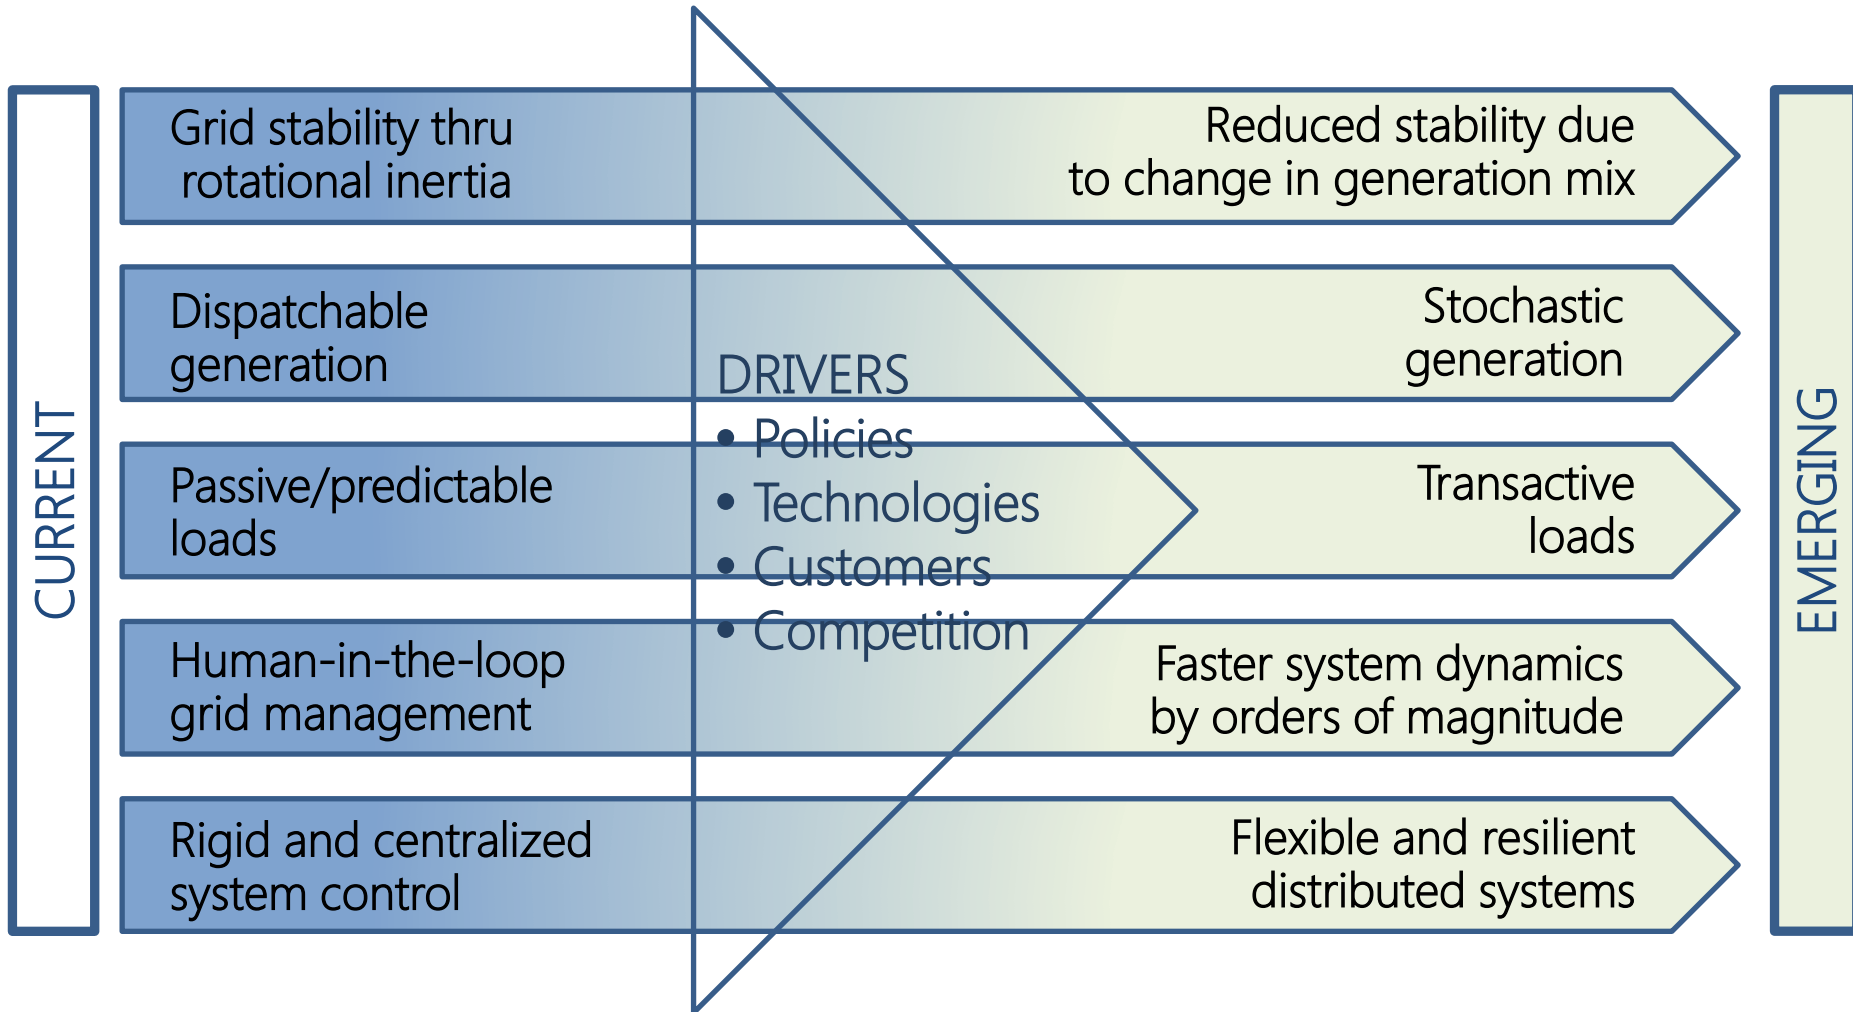 CURRENT
Grid stability thru
rotational inertia
Reduced stability due
to change in generation mix
Dispatchable
generation
Stochastic
generation
DRIVERS
• Policies
• Technologies
• Customers
• Competition
Passive/predictable
loads
Transactive
loads
Human-in-the-loop
grid management
Faster system dynamics
by orders of magnitude
Rigid and centralized
system control
Flexible and resilient
distributed systems
EMERGING